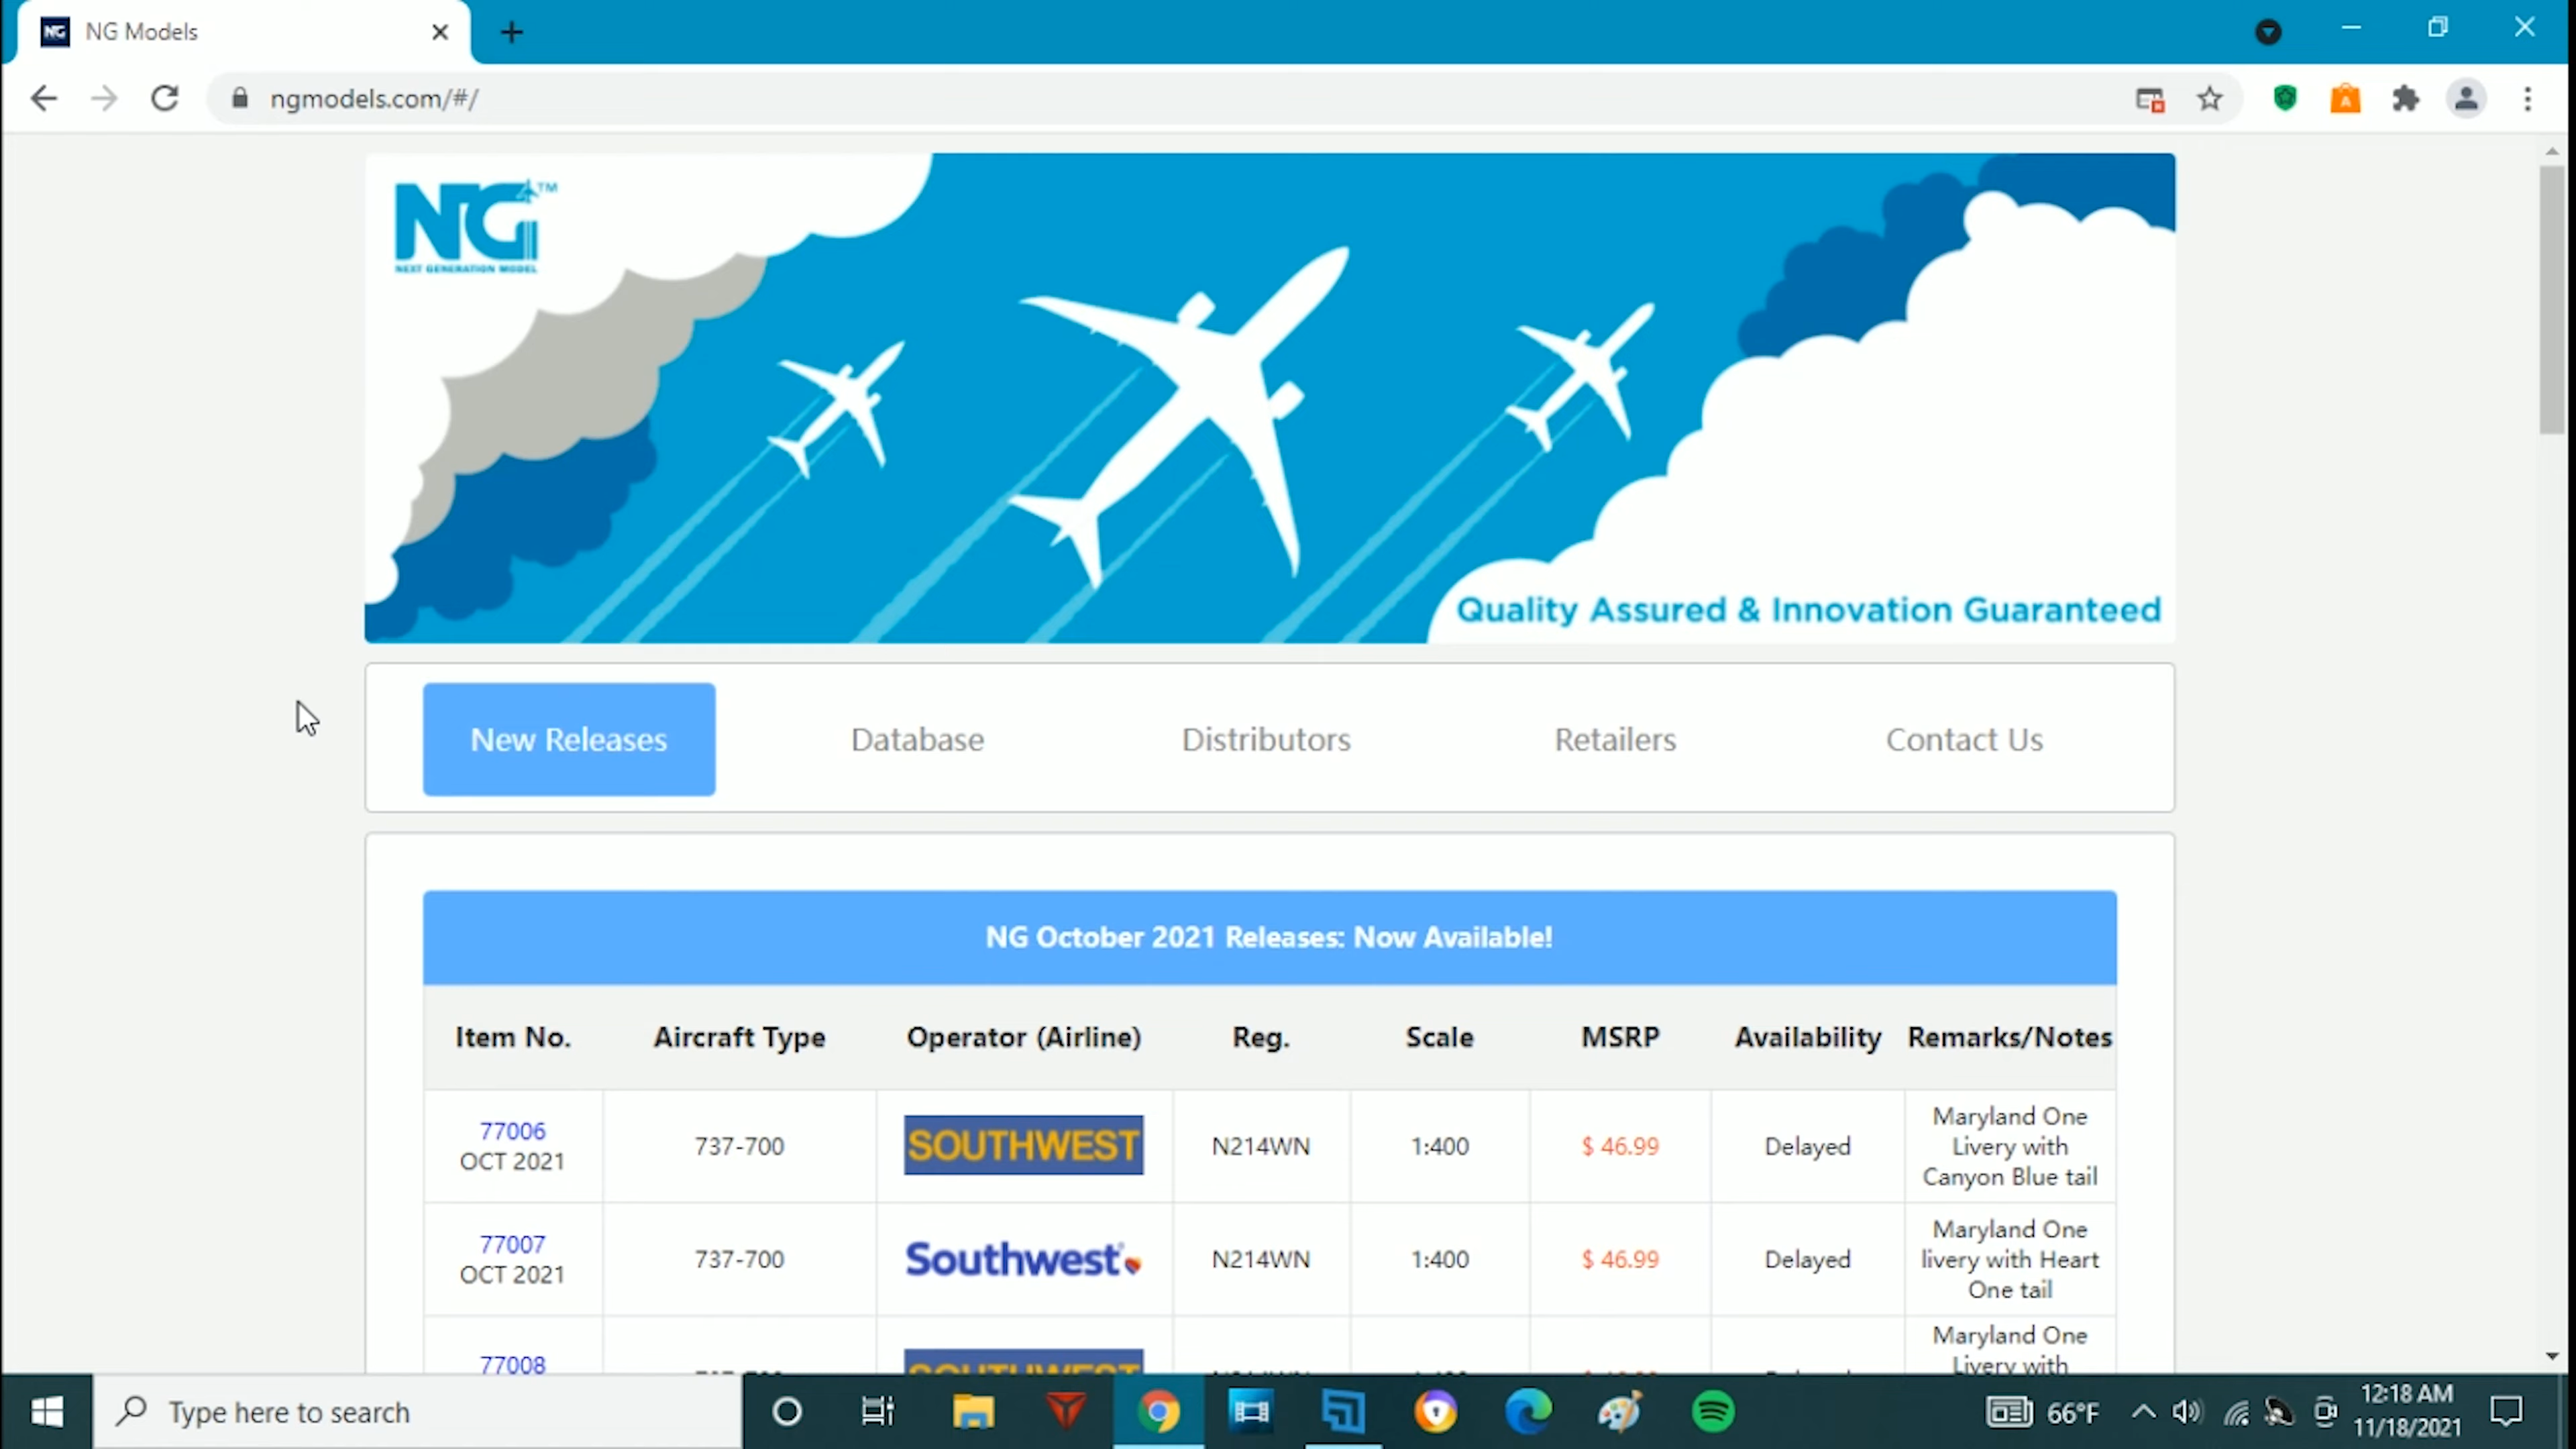 NG Models
ngmodels.com/#/
NG™
NEXT GENERATION MODEL
Quality Assured & Innovation Guaranteed
New Releases Database Distributors Retailers Contact Us
NG October 2021 Releases: Now Available!
Item No. Aircraft Type Operator (Airline) Reg. Scale MSRP Availability Remarks/Notes
77006
OCT 2021
737-700 SOUTHWEST N214WN 1:400 $ 46.99 Delayed
Maryland One
Livery with
Canyon Blue tail
77007
OCT 2021
737-700 Southwest N214WN 1:400 $ 46.99 Delayed
Maryland One
livery with Heart
One tail
77008
Maryland One
Livery with
Type here to search
66°F
12:18 AM
11/18/2021